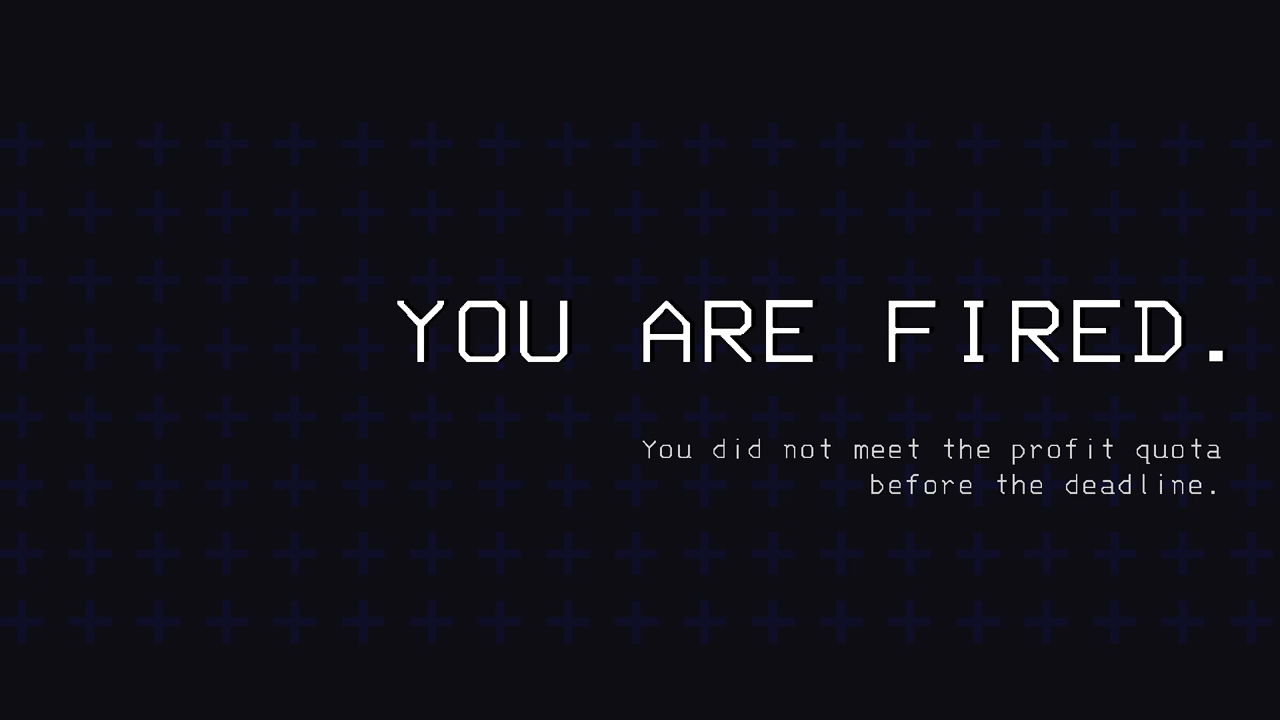 YOU ARE FIRED.
You did not meet the profit quota
before the deadline.